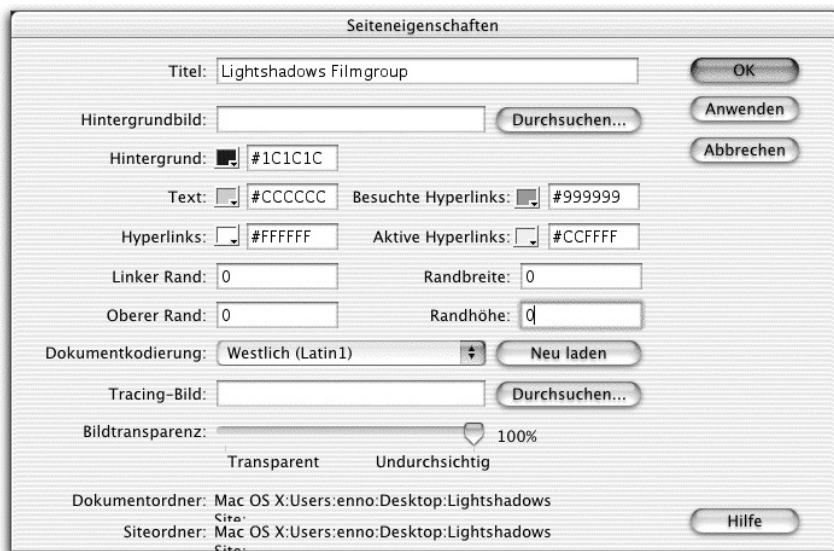 Seiteneigenschaften
Titel: Lightshadows Filmgroup
OK
Hintergrundbild: Durchsuchen...
Anwenden
Hintergrund: #1C1C1C
Abbrechen
Text: #CCCCCC Besuchte Hyperlinks: #999999
Hyperlinks: #FFFFFF Aktive Hyperlinks: #CCFFFF
Linker Rand: 0 Randbreite: 0
Oberer Rand: 0 Randhöhe: 0
Dokumentkodierung: Westlich (Latin1) Neu laden
Tracing-Bild: Durchsuchen...
Bildtransparenz: 100%
Transparent Undurchsichtig
Dokumentordner: Mac OS X:Users:enno:Desktop:Lightshadows
Site:
Siteordner: Mac OS X:Users:enno:Desktop:Lightshadows
Site:
Hilfe